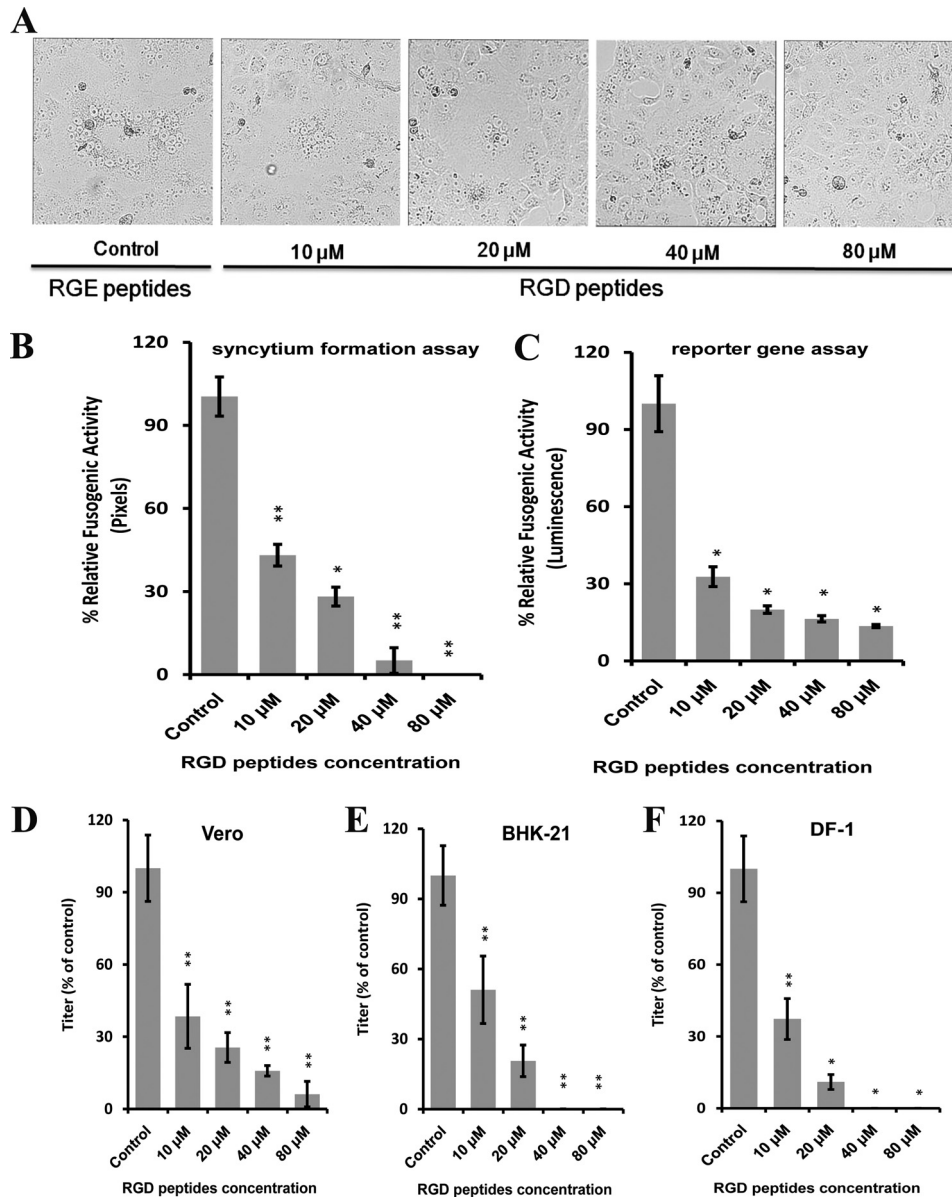 A
Control
10 μM
20 μM
40 μM
80 μM
RGE peptides
RGD peptides
B
syncytium formation assay
% Relative Fusogenic Activity
(Pixels)
120
90
60
30
0
**
*
**
**
Control
10 μM
20 μM
40 μM
80 μM
RGD peptides concentration
C
reporter gene assay
% Relative Fusogenic Activity
(Luminescence)
120
90
60
30
0
*
*
*
*
Control
10 μM
20 μM
40 μM
80 μM
RGD peptides concentration
D
Vero
Titer (% of control)
120
90
60
30
0
**
**
**
**
Control
10 μM
20 μM
40 μM
80 μM
RGD peptides concentration
E
BHK-21
Titer (% of control)
120
90
60
30
0
**
**
**
**
Control
10 μM
20 μM
40 μM
80 μM
RGD peptides concentration
F
DF-1
Titer (% of control)
120
90
60
30
0
**
*
*
*
Control
10 μM
20 μM
40 μM
80 μM
RGD peptides concentration